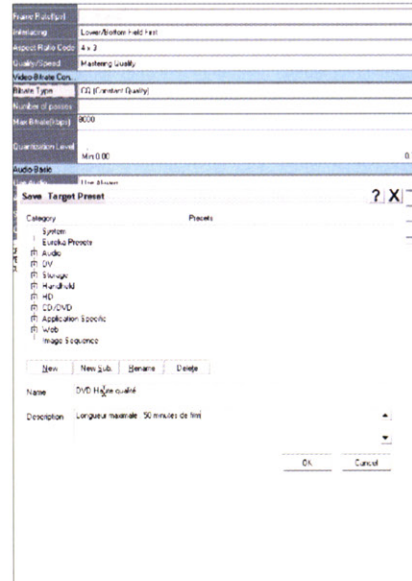 Frame Rate(fps)
Interlacing Lower/Bottom Field First
Aspect Ratio Code 4 x 3
Quality/Speed Mastering Quality
Video-Bitrate Con..
Bitrate Type CQ (Constant Quality)
Number of passes
Max Bitrate(kbps) 8000
Quantization Level
Min 0.00 0.
Audio-Basic
Use Always
Save Target Preset ? X
Category Presets
System
Eureka Presets
Audio
DV
Storage
Handheld
HD
CD/DVD
Application Specific
Web
Image Sequence
New New Sub. Rename Delete
Name DVD Haute qualité
Description Longueur maximale 50 minutes de film
OK Cancel